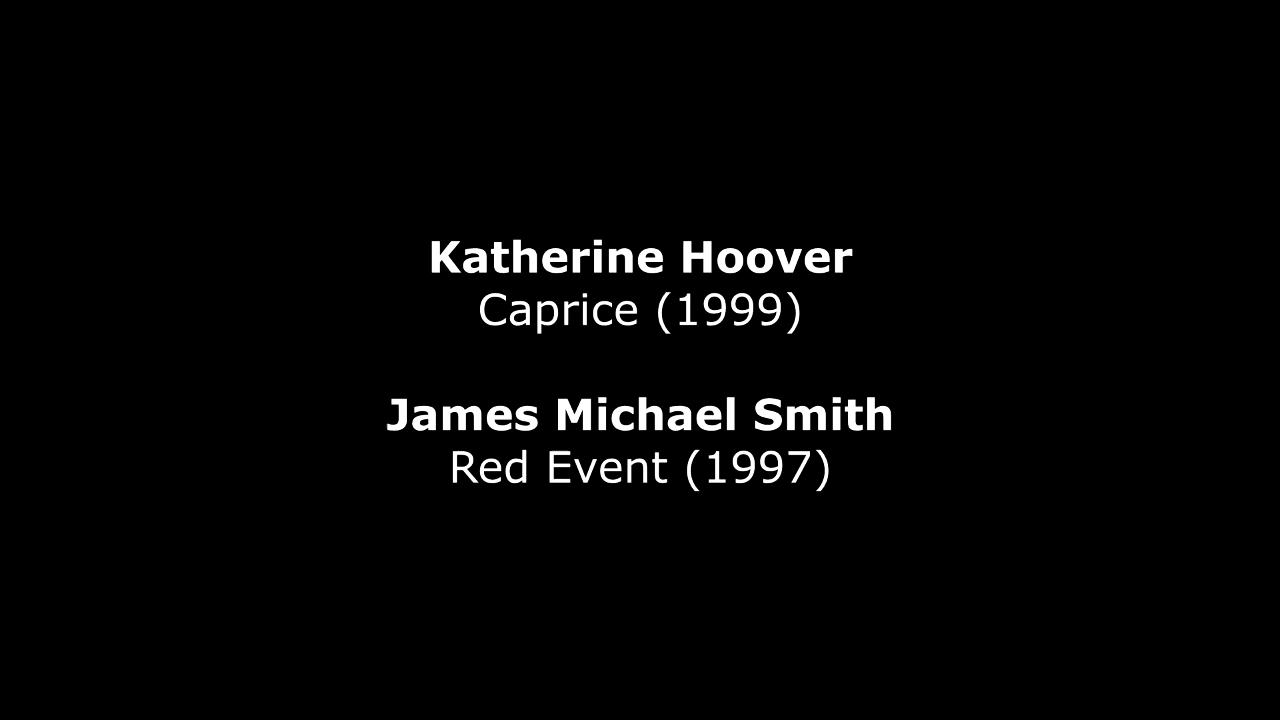 Katherine Hoover
Caprice (1999)
James Michael Smith
Red Event (1997)